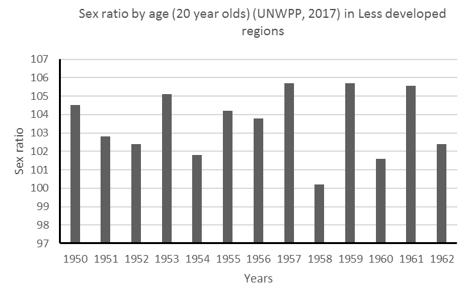 Sex ratio by age (20 year olds) (UNWPP, 2017) in Less developed
regions
107
106
105
104
103
102
101
100
99
98
97
Sex ratio
1950 1951 1952 1953 1954 1955 1956 1957 1958 1959 1960 1961 1962
Years